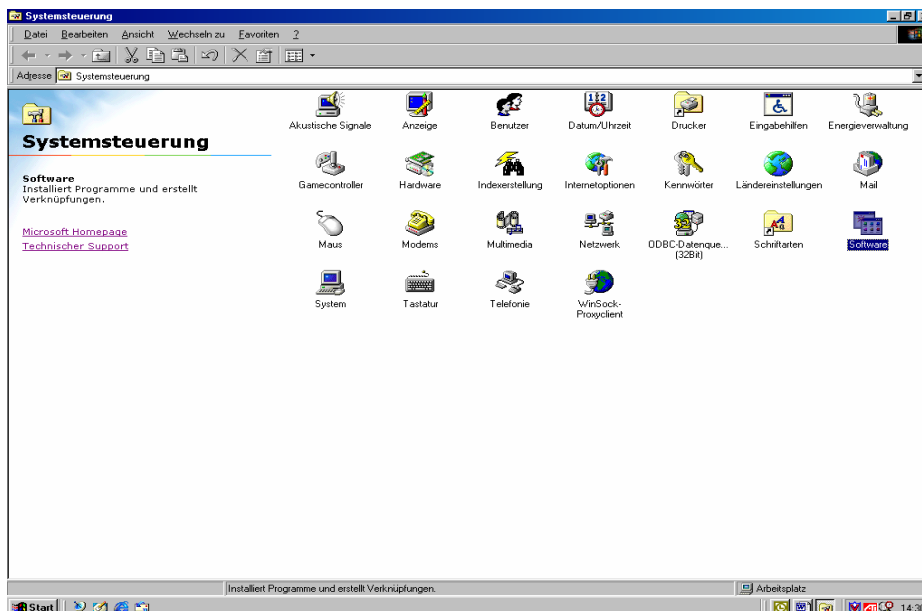 Systemsteuerung
Datei Bearbeiten Ansicht Wechseln zu Favoriten ?
Adresse Systemsteuerung
Systemsteuerung
Software
Installiert Programme und erstellt
Verknüpfungen.
Microsoft Homepage
Technischer Support
Akustische Signale Anzeige Benutzer Datum/Uhrzeit Drucker Eingabehilfen Energieverwaltung
Gamecontroller Hardware Indexerstellung Internetoptionen Kennwörter Ländereinstellungen Mail
Maus Modems Multimedia Netzwerk ODBC-Datenque... Schriftarten Software
(32Bit)
System Tastatur Telefonie WinSock-
Proxyclient
Installiert Programme und erstellt Verknüpfungen. Arbeitsplatz
Start